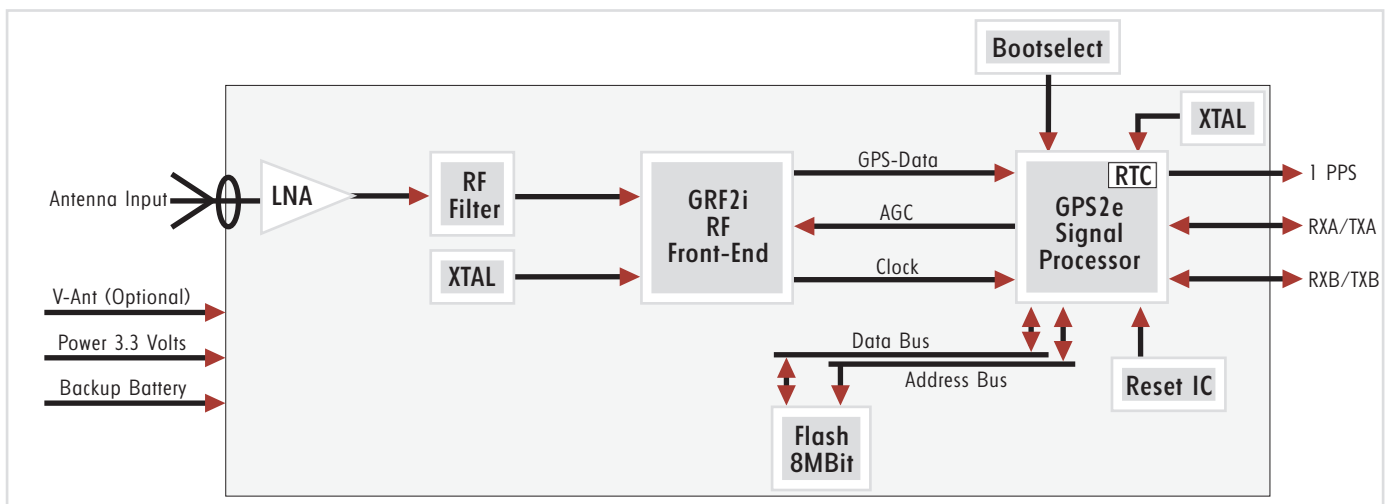 Bootselect
XTAL
Antenna Input
LNA
RF
Filter
XTAL
GRF2i
RF
Front-End
GPS-Data
AGC
Clock
RTC
GPS2e
Signal
Processor
1 PPS
RXA/TXA
RXB/TXB
V-Ant (Optional)
Power 3.3 Volts
Backup Battery
Data Bus
Address Bus
Reset IC
Flash
8MBit